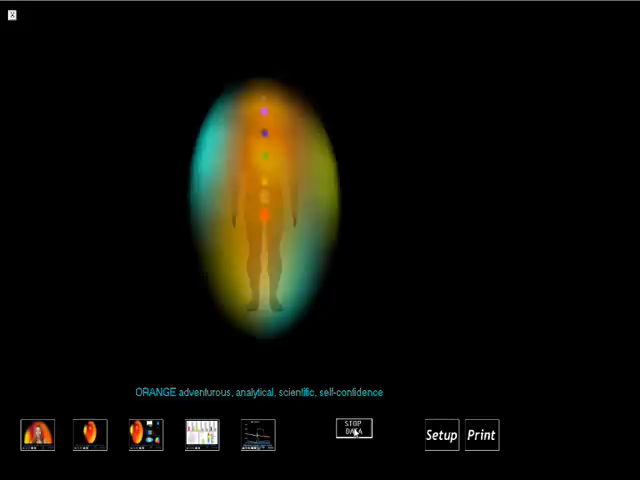 X
ORANGE adventurous, analytical, scientific, self-confidence
STOP
DATA
Setup
Print